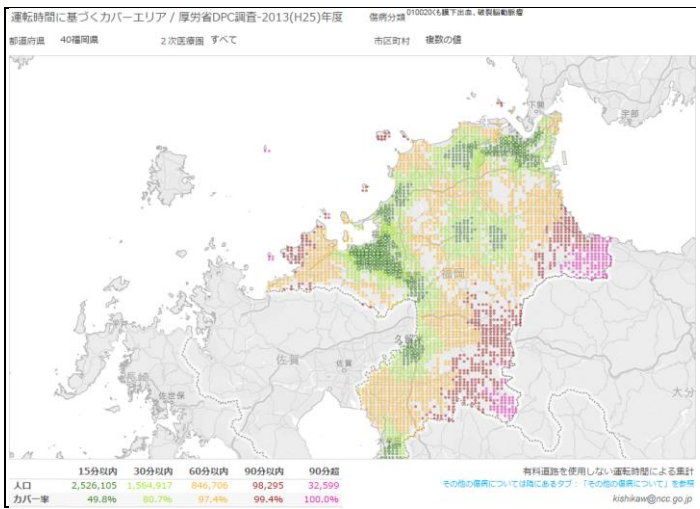 運転時間に基づくカバーエリア / 厚労省DPC調査-2013(H25)年度
傷病分類 010020くも膜下出血、破裂脳動脈瘤
都道府県 40福岡県 2次医療圏 すべて 市区町村 複数の値
下関
宇部
福岡
佐賀
佐賀
長崎
佐世保
大分
15分以内 30分以内 60分以内 90分以内 90分超
人口 2,526,105 1,564,917 846,706 98,295 32,599
カバー率 49.8% 80.7% 97.4% 99.4% 100.0%
有料道路を使用しない運転時間による集計
その他の傷病については隣にあるタブ:「その他の傷病について」を参照
kishikaw@ncc.go.jp